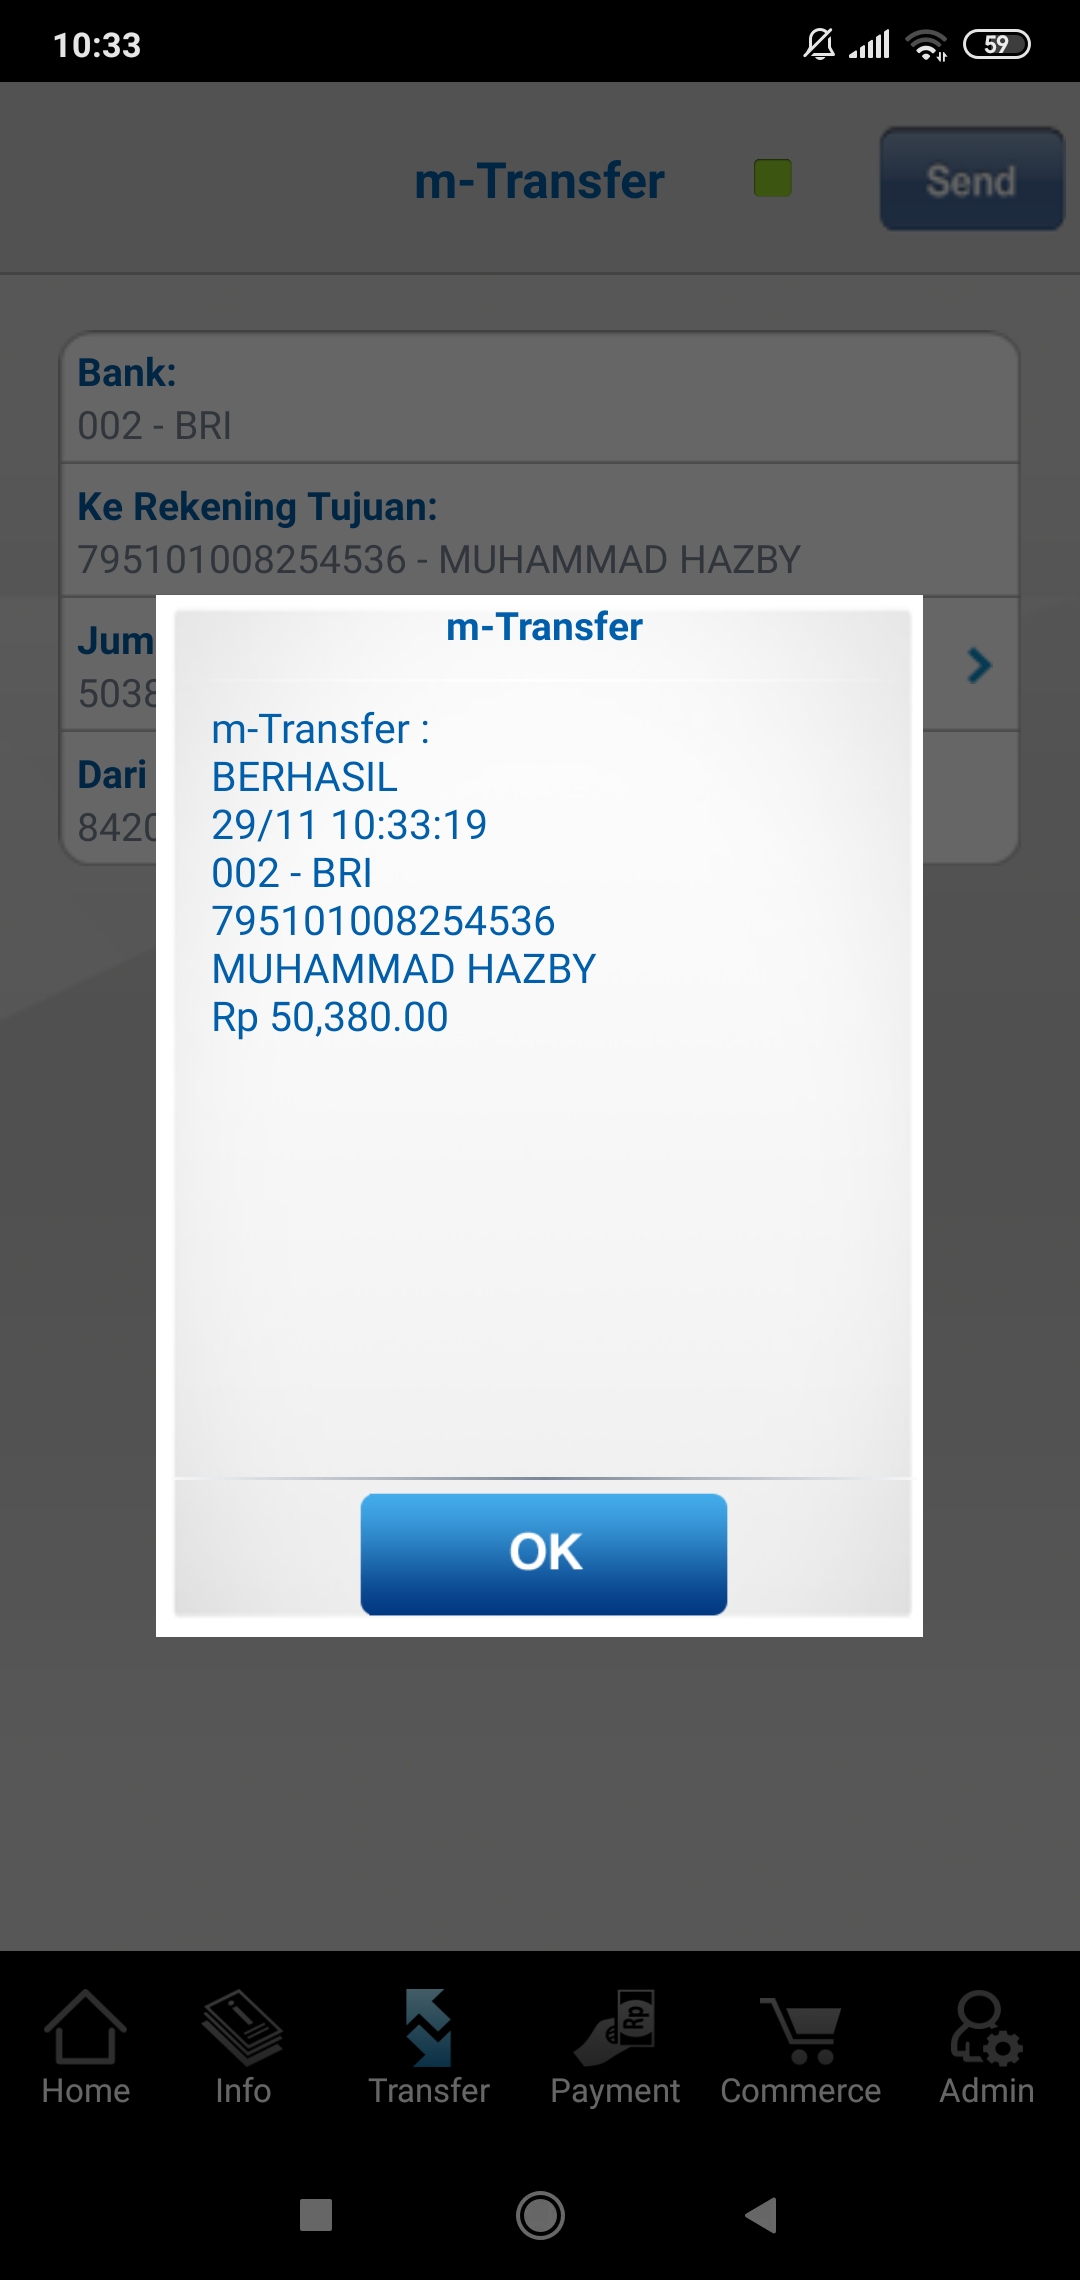 10:33
59
m-Transfer
Send
Bank:
002 - BRI
Ke Rekening Tujuan:
795101008254536 - MUHAMMAD HAZBY
Jum
5038
Dari
8420
m-Transfer
m-Transfer :
BERHASIL
29/11 10:33:19
002 - BRI
795101008254536
MUHAMMAD HAZBY
Rp 50,380.00
OK
Rp
Home
Info
Transfer
Payment
Commerce
Admin